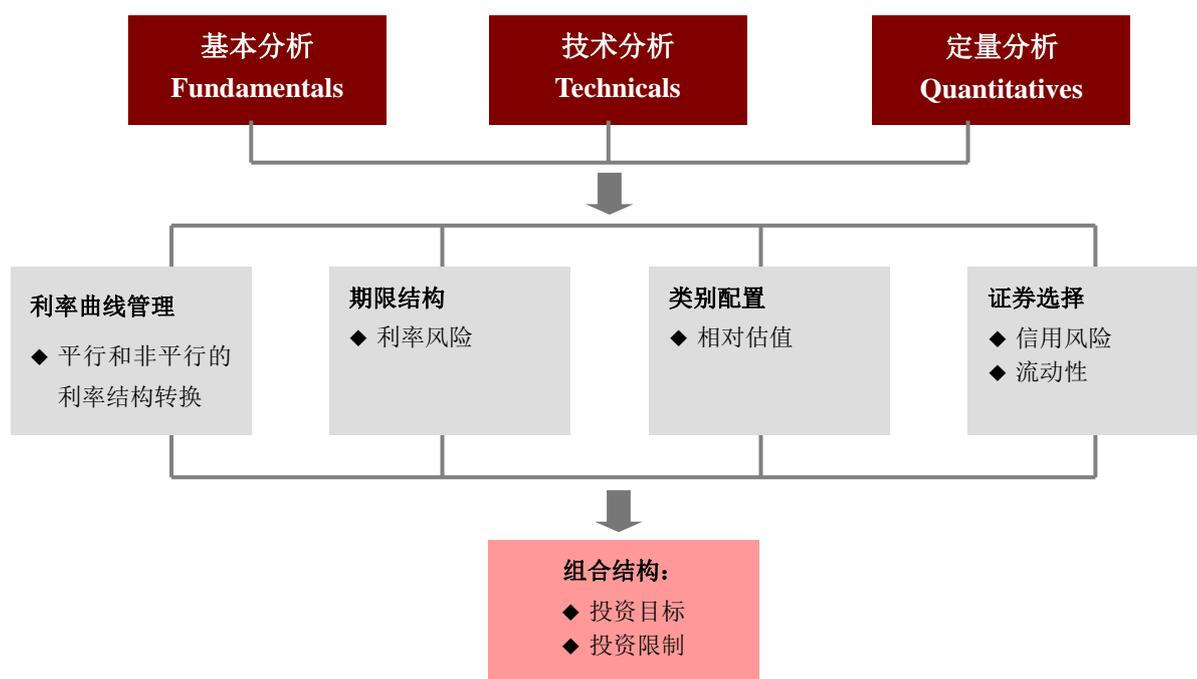 基本分析
Fundamentals
技术分析
Technicals
定量分析
Quantitatives
利率曲线管理
◆ 平行和非平行的
利率结构转换
期限结构
◆ 利率风险
类别配置
◆ 相对估值
证券选择
◆ 信用风险
◆ 流动性
组合结构：
◆ 投资目标
◆ 投资限制